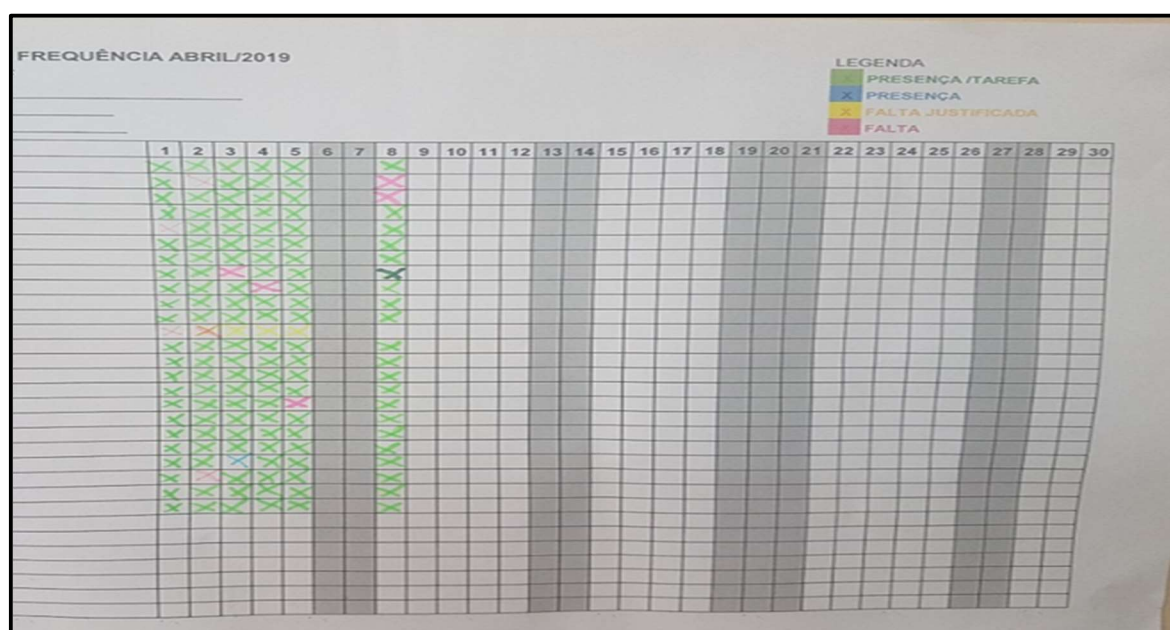 FREQUÊNCIA ABRIL/2019
LEGENDA
X PRESENÇA /TAREFA
X PRESENÇA
X FALTA JUSTIFICADA
X FALTA
1 2 3 4 5 6 7 8 9 10 11 12 13 14 15 16 17 18 19 20 21 22 23 24 25 26 27 28 29 30
X X X X X X
X X X X X X
X X X X X X
X X X X X X
X X X X X X
X X X X X X
X X X X X X
X X X X X X
X X X X X X
X X X X X X
X X X X X
X X X X X X
X X X X X X
X X X X X X
X X X X X X
X X X X X X
X X X X X X
X X X X X X
X X X X X X
X X X X X X
X X X X X X
X X X X X X
X X X X X X